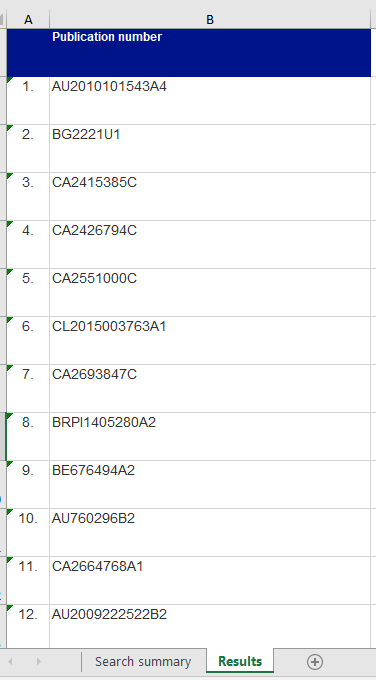 A B
Publication number
1. AU2010101543A4
2. BG2221U1
3. CA2415385C
4. CA2426794C
5. CA2551000C
6. CL2015003763A1
7. CA2693847C
8. BRPI1405280A2
9. BE676494A2
10. AU760296B2
11. CA2664768A1
12. AU2009222522B2
Search summary Results